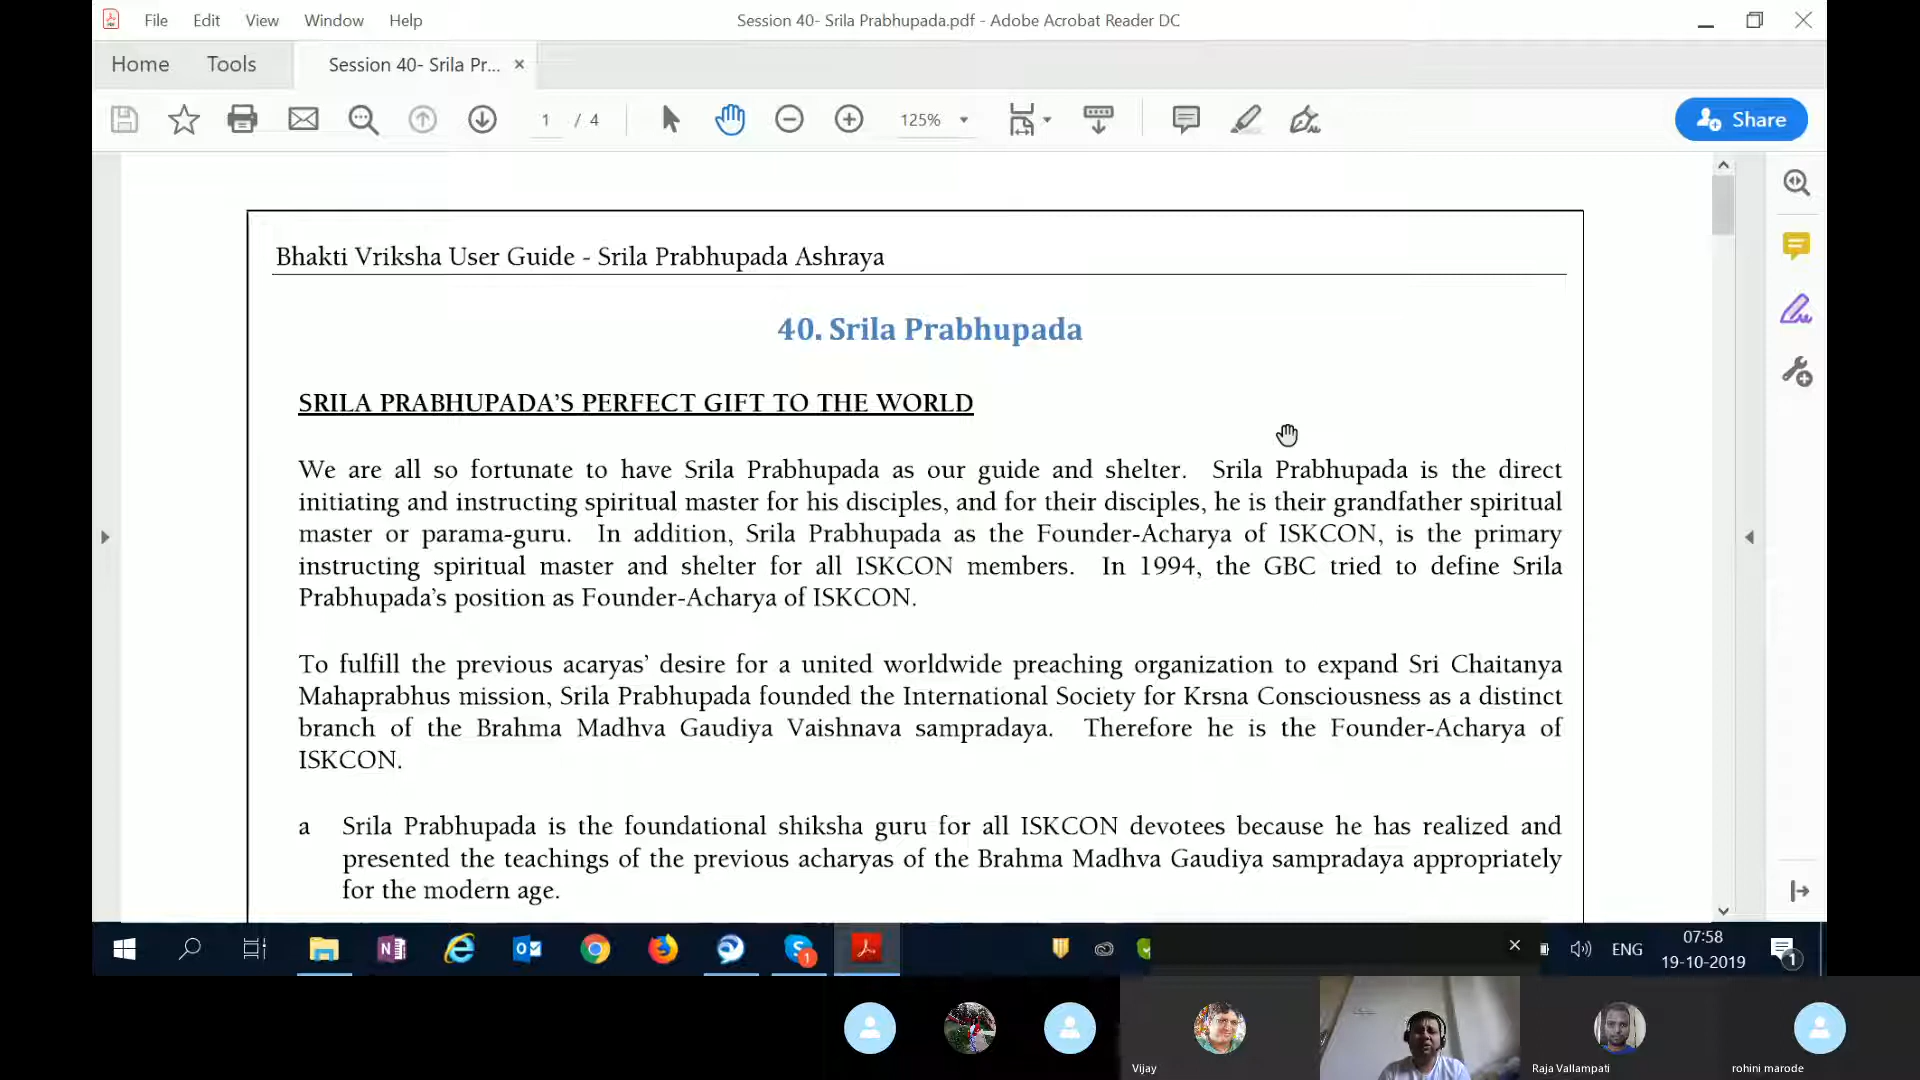 File Edit View Window Help
Session 40- Srila Prabhupada.pdf - Adobe Acrobat Reader DC
Home Tools Session 40- Srila Pr... ×
1 / 4 125% Share
Bhakti Vriksha User Guide - Srila Prabhupada Ashraya
40. Srila Prabhupada
SRILA PRABHUPADA'S PERFECT GIFT TO THE WORLD
We are all so fortunate to have Srila Prabhupada as our guide and shelter. Srila Prabhupada is the direct
initiating and instructing spiritual master for his disciples, and for their disciples, he is their grandfather spiritual
master or parama-guru. In addition, Srila Prabhupada as the Founder-Acharya of ISKCON, is the primary
instructing spiritual master and shelter for all ISKCON members. In 1994, the GBC tried to define Srila
Prabhupada's position as Founder-Acharya of ISKCON.
To fulfill the previous acaryas' desire for a united worldwide preaching organization to expand Sri Chaitanya
Mahaprabhus mission, Srila Prabhupada founded the International Society for Krsna Consciousness as a distinct
branch of the Brahma Madhva Gaudiya Vaishnava sampradaya. Therefore he is the Founder-Acharya of
ISKCON.
a Srila Prabhupada is the foundational shiksha guru for all ISKCON devotees because he has realized and
presented the teachings of the previous acharyas of the Brahma Madhva Gaudiya sampradaya appropriately
for the modern age.
ENG
07:58
19-10-2019
1
1
Vijay
Raja Vallampati
rohini marode